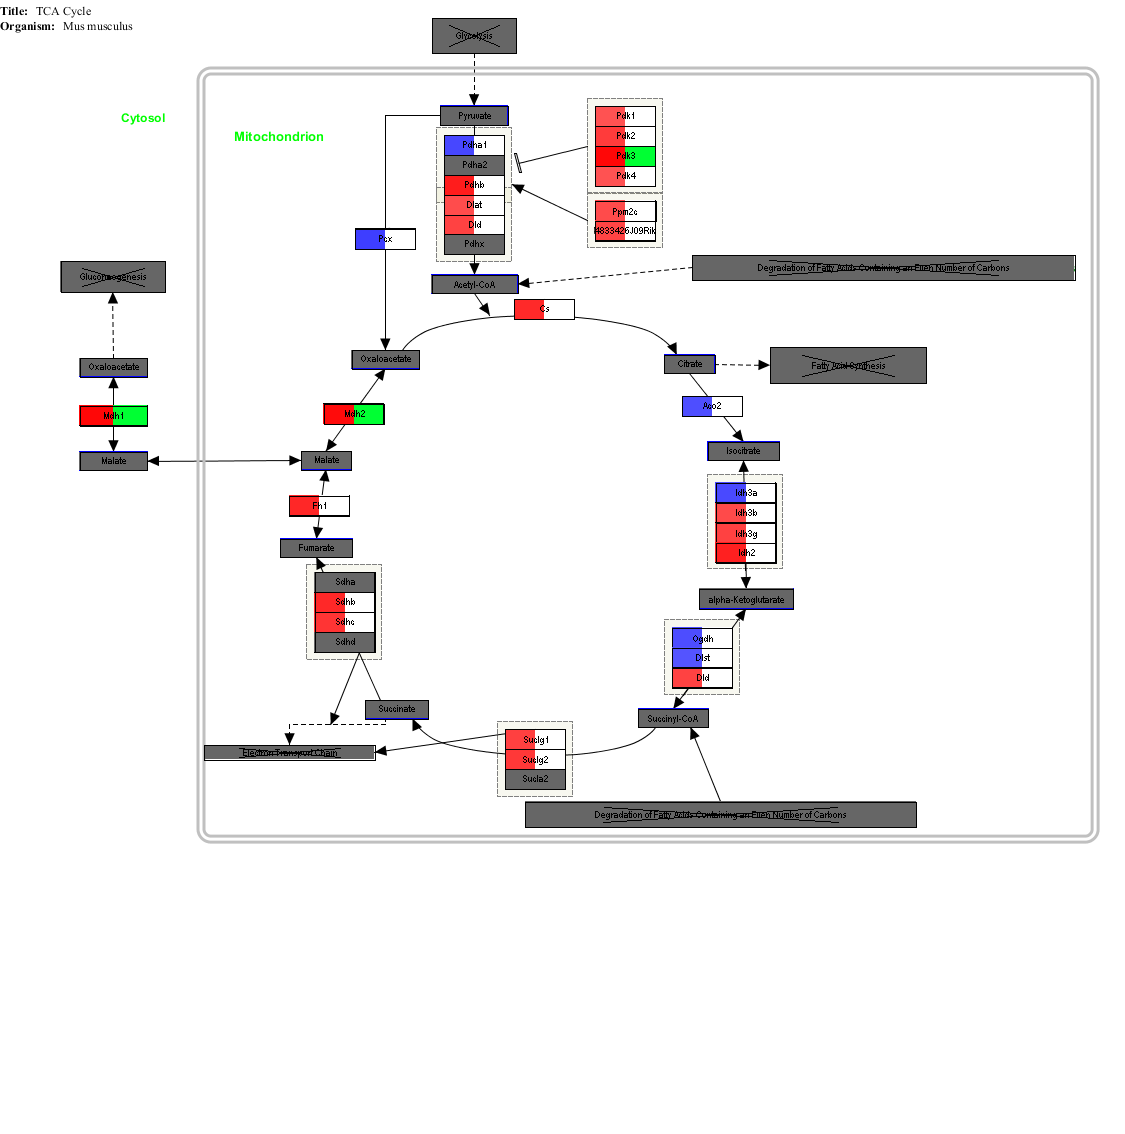 Title: TCA Cycle
Organism: Mus musculus
Glycolysis
Cytosol
Mitochondrion
Pyruvate
Pdk1
Pdk2
Pdk3
Pdk4
Pdha1
Pdha2
Pdhb
Dlat
Dld
Pdhx
Ppm2c
I4833426J09Rik
Pcx
Gluconeogenesis
Degradation of Fatty Acids Containing an Even Number of Carbons
Acetyl-CoA
Cs
Oxaloacetate
Oxaloacetate
Citrate
Fatty Acid Synthesis
Mdh1
Mdh2
Aco2
Malate
Malate
Isocitrate
Idh3a
Idh3b
Idh3g
Idh2
Fh1
Fumarate
Sdha
Sdhb
Sdhc
Sdhd
alpha-Ketoglutarate
Ogdh
Dlst
Dld
Succinate
Succinyl-CoA
Electron Transport Chain
Suclg1
Suclg2
Sucla2
Degradation of Fatty Acids Containing an Even Number of Carbons